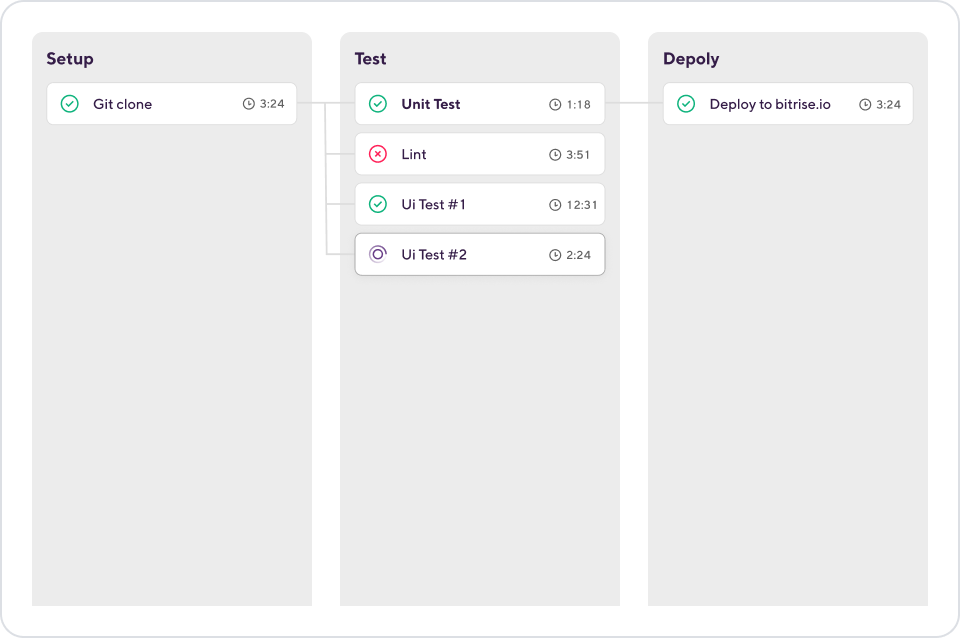 Setup
Git clone 3:24
Test
Unit Test 1:18
Lint 3:51
Ui Test #1 12:31
Ui Test #2 2:24
Depoly
Deploy to bitrise.io 3:24